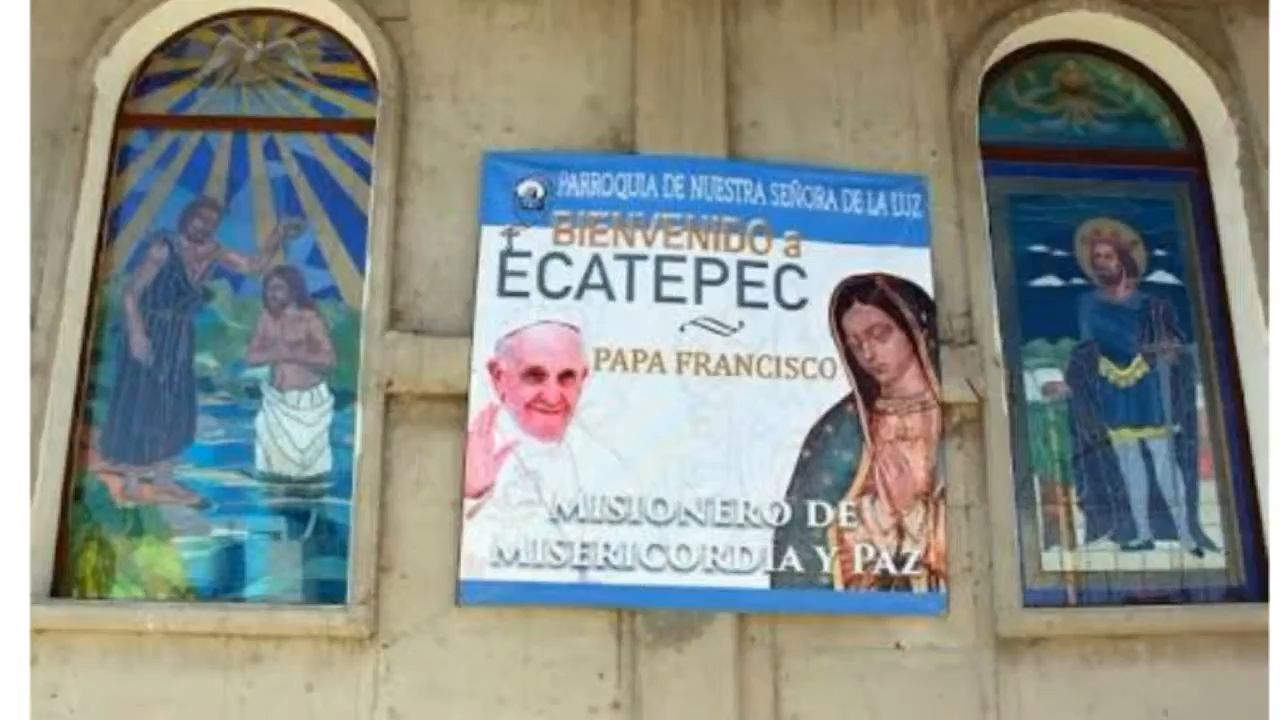 PARROQUIA DE NUESTRA SEÑORA DE LA LUZ
BIENVENIDO a
ECATEPEC
PAPA FRANCISCO
MISIONERO DE
MISERICORDIA Y PAZ